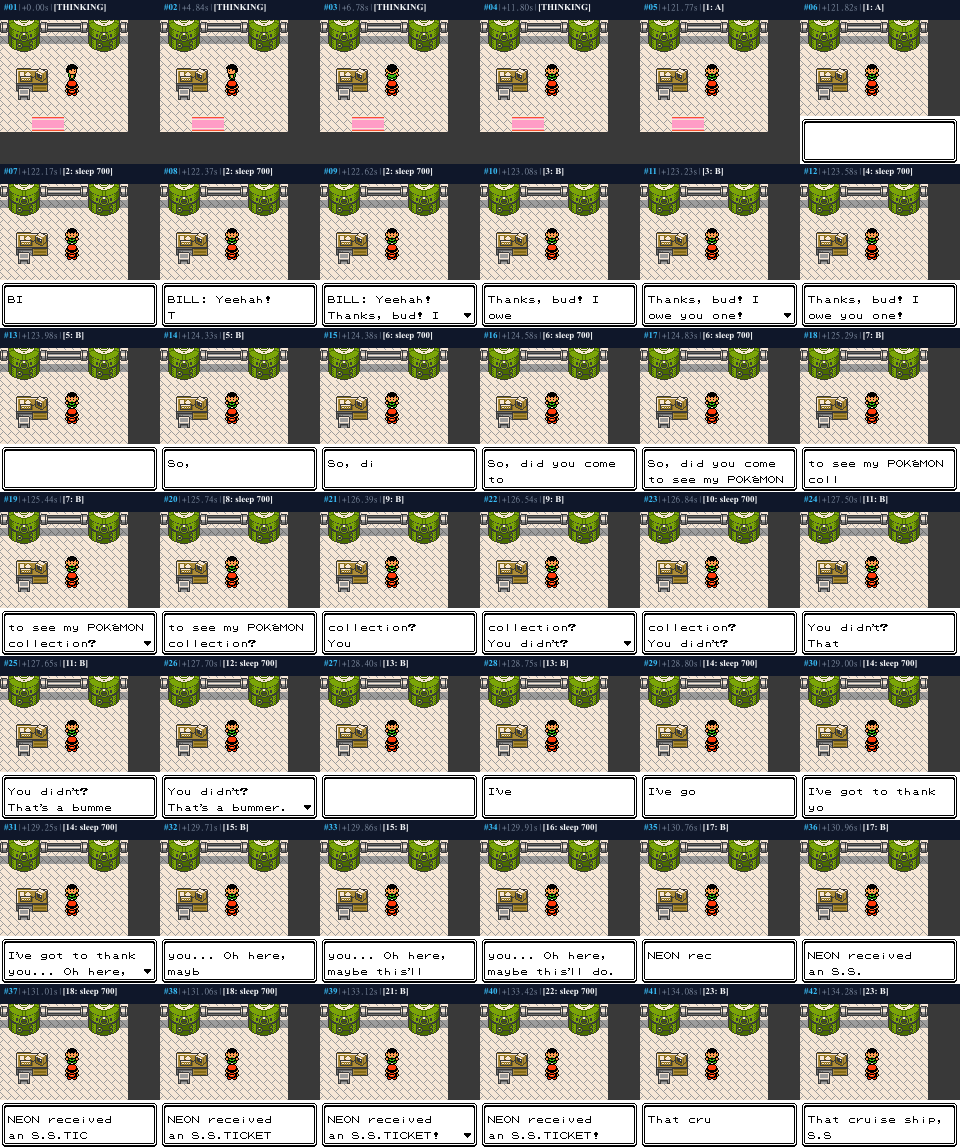 #01|+0.00s|[THINKING]
#02|+4.84s|[THINKING]
#03|+6.78s|[THINKING]
#04|+11.80s|[THINKING]
#05|+121.77s|[1: A]
#06|+121.82s|[1: A]
#07|+122.17s|[2: sleep 700]
BI
#08|+122.37s|[2: sleep 700]
BILL: Yeehah!
T
#09|+122.62s|[2: sleep 700]
BILL: Yeehah!
Thanks, bud! I
#10|+123.08s|[3: B]
Thanks, bud! I
owe
#11|+123.23s|[3: B]
Thanks, bud! I
owe you one!
#12|+123.58s|[4: sleep 700]
Thanks, bud! I
owe you one!
#13|+123.98s|[5: B]
#14|+124.33s|[5: B]
So,
#15|+124.38s|[6: sleep 700]
So, di
#16|+124.58s|[6: sleep 700]
So, did you come
to
#17|+124.83s|[6: sleep 700]
So, did you come
to see my POKéMON
#18|+125.29s|[7: B]
to see my POKéMON
coll
#19|+125.44s|[7: B]
to see my POKéMON
collection?
#20|+125.74s|[8: sleep 700]
to see my POKéMON
collection?
#21|+126.39s|[9: B]
collection?
You
#22|+126.54s|[9: B]
collection?
You didn't?
#23|+126.84s|[10: sleep 700]
collection?
You didn't?
#24|+127.50s|[11: B]
You didn't?
That
#25|+127.65s|[11: B]
You didn't?
That's a bumme
#26|+127.70s|[12: sleep 700]
You didn't?
That's a bummer.
#27|+128.40s|[13: B]
#28|+128.75s|[13: B]
I've
#29|+128.80s|[14: sleep 700]
I've go
#30|+129.00s|[14: sleep 700]
I've got to thank
yo
#31|+129.25s|[14: sleep 700]
I've got to thank
you... Oh here,
#32|+129.71s|[15: B]
you... Oh here,
mayb
#33|+129.86s|[15: B]
you... Oh here,
maybe this'll
#34|+129.91s|[16: sleep 700]
you... Oh here,
maybe this'll do.
#35|+130.76s|[17: B]
NEON rec
#36|+130.96s|[17: B]
NEON received
an S.S.
#37|+131.01s|[18: sleep 700]
NEON received
an S.S.TIC
#38|+131.06s|[18: sleep 700]
NEON received
an S.S.TICKET
#39|+133.12s|[21: B]
NEON received
an S.S.TICKET!
#40|+133.42s|[22: sleep 700]
NEON received
an S.S.TICKET!
#41|+134.08s|[23: B]
That cru
#42|+134.28s|[23: B]
That cruise ship,
S.S